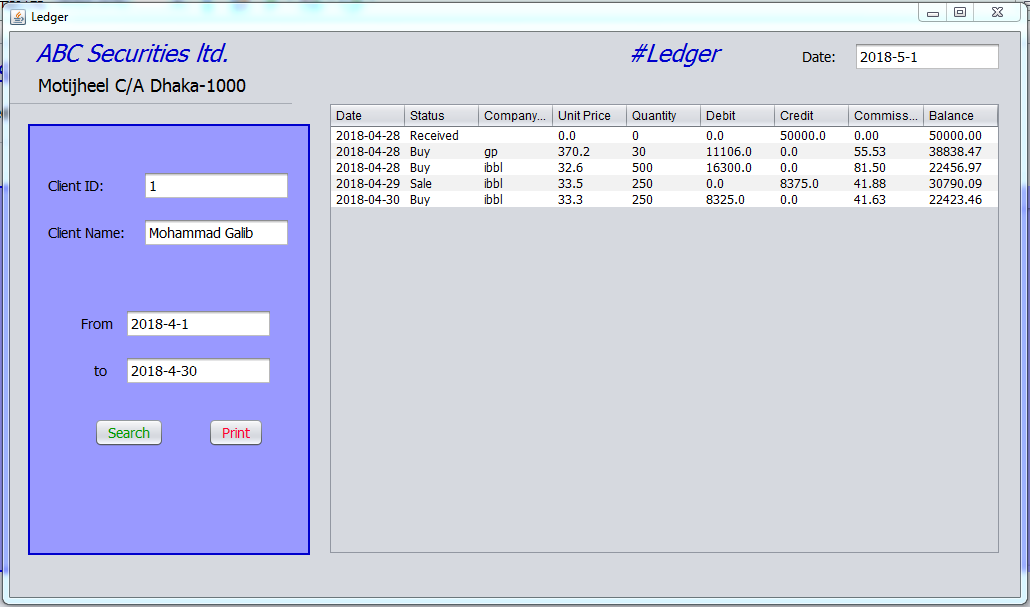 Ledger
ABC Securities ltd.
#Ledger
Date: 2018-5-1
Motijheel C/A Dhaka-1000
Client ID: 1
Client Name: Mohammad Galib
From 2018-4-1
to 2018-4-30
Search Print
Date Status Company... Unit Price Quantity Debit Credit Commiss... Balance
2018-04-28 Received 0.0 0 0.0 50000.0 0.00 50000.00
2018-04-28 Buy gp 370.2 30 11106.0 0.0 55.53 38838.47
2018-04-28 Buy ibbl 32.6 500 16300.0 0.0 81.50 22456.97
2018-04-29 Sale ibbl 33.5 250 0.0 8375.0 41.88 30790.09
2018-04-30 Buy ibbl 33.3 250 8325.0 0.0 41.63 22423.46